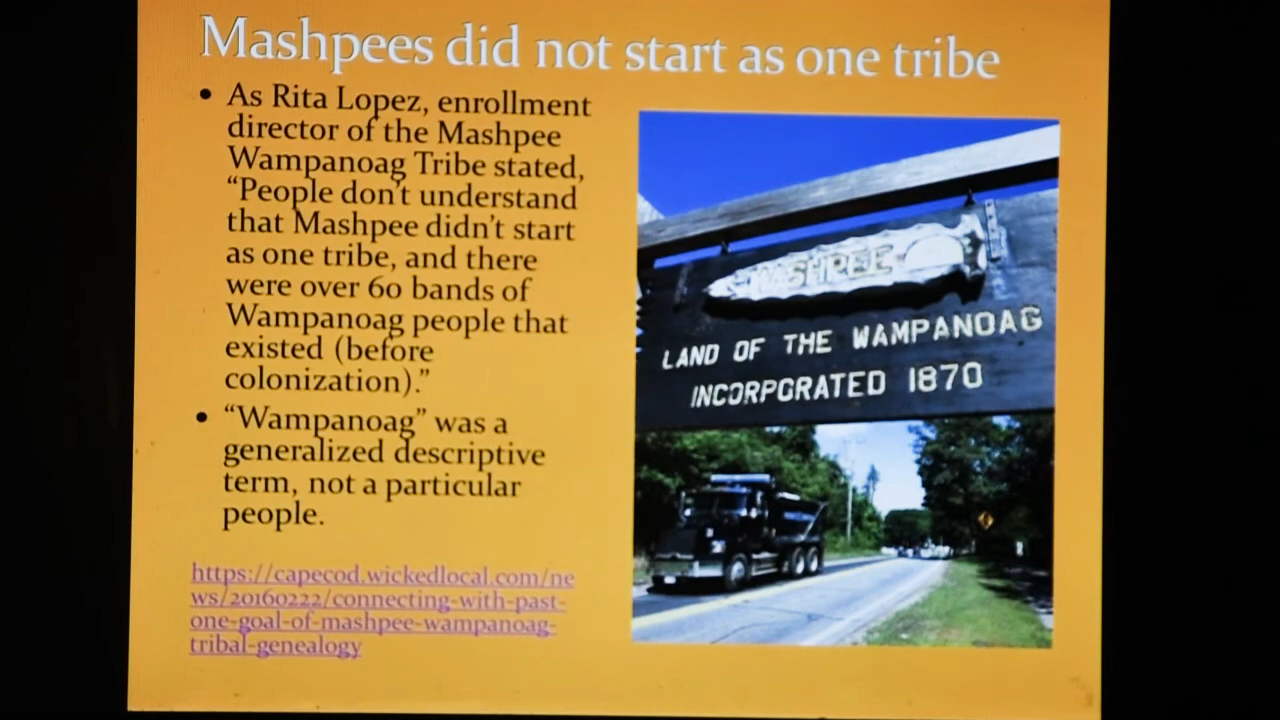 Mashpees did not start as one tribe
• As Rita Lopez, enrollment
director of the Mashpee
Wampanoag Tribe stated,
“People don’t understand
that Mashpee didn’t start
as one tribe, and there
were over 60 bands of
Wampanoag people that
existed (before
colonization).”
• “Wampanoag” was a
generalized descriptive
term, not a particular
people.
https://capecod.wickedlocal.com/ne
ws/20160222/connecting-with-past-
one-goal-of-mashpee-wampanoag-
tribal-genealogy
MASHPEE
LAND OF THE WAMPANOAG
INCORPORATED 1870